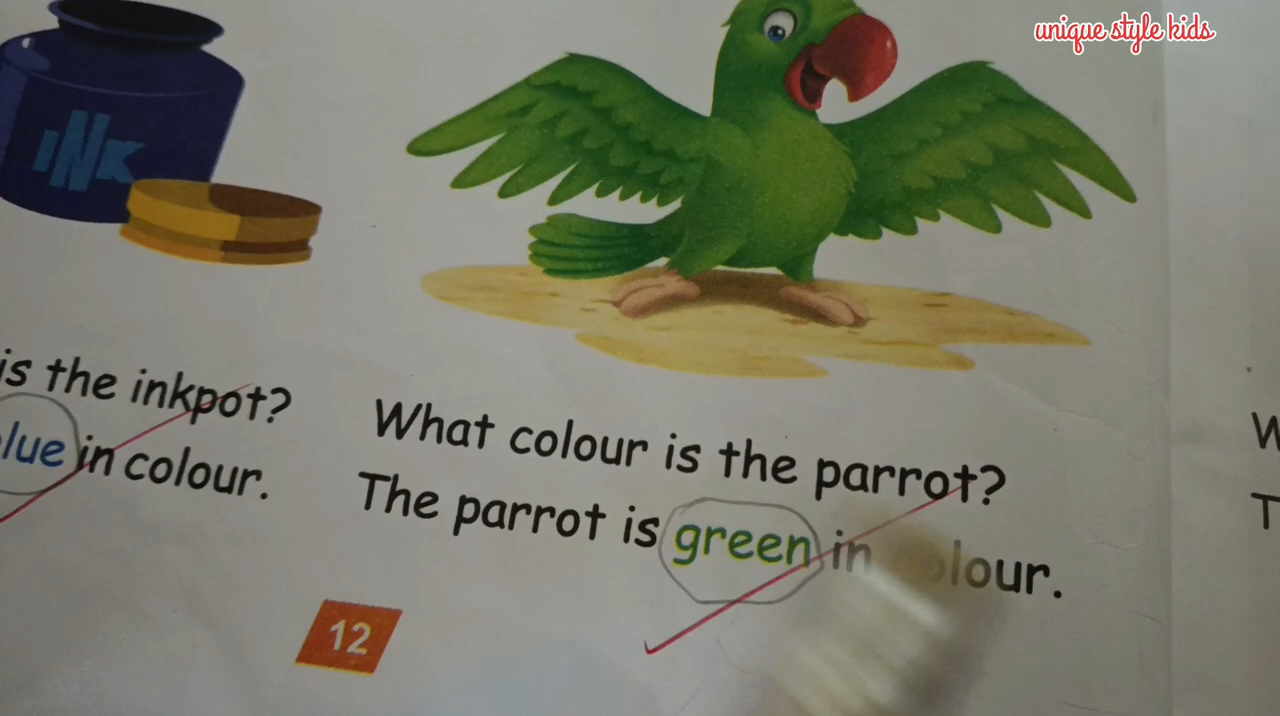 unique style kids
INK
is the inkpot?
lue in colour.
What colour is the parrot?
The parrot is green in colour.
12
W
T